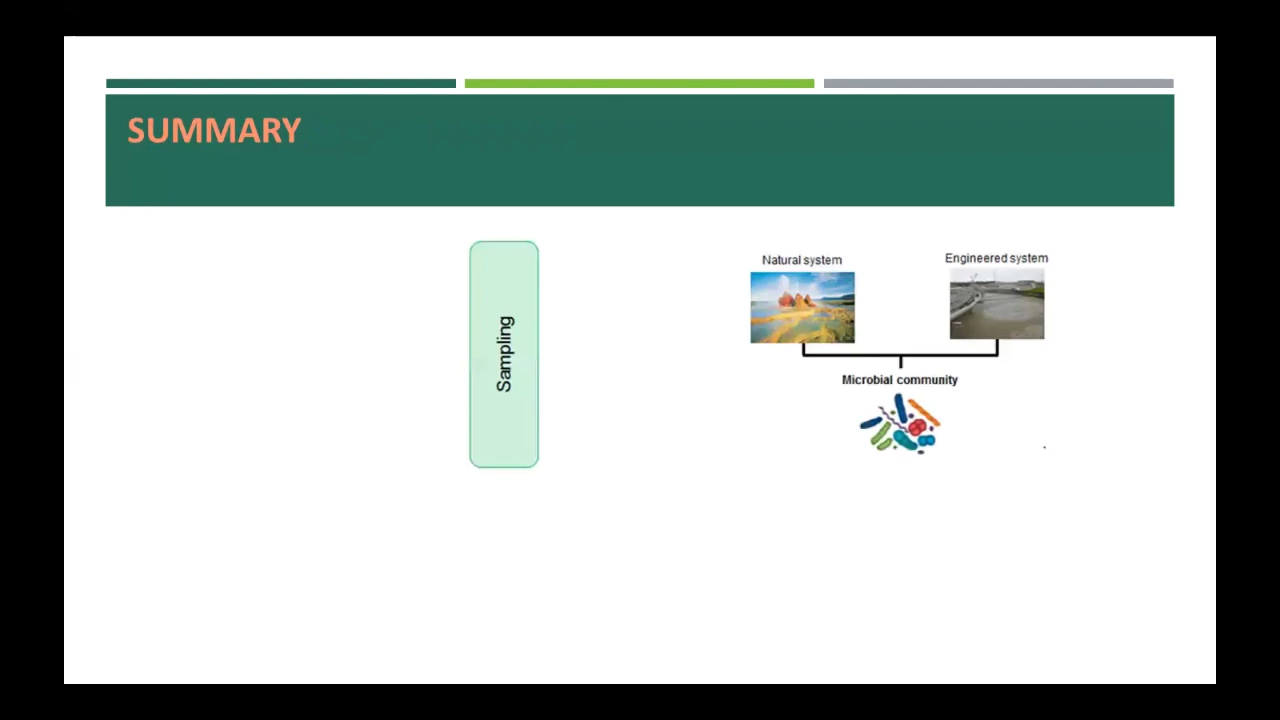 SUMMARY
Sampling
Natural system
Engineered system
Microbial community